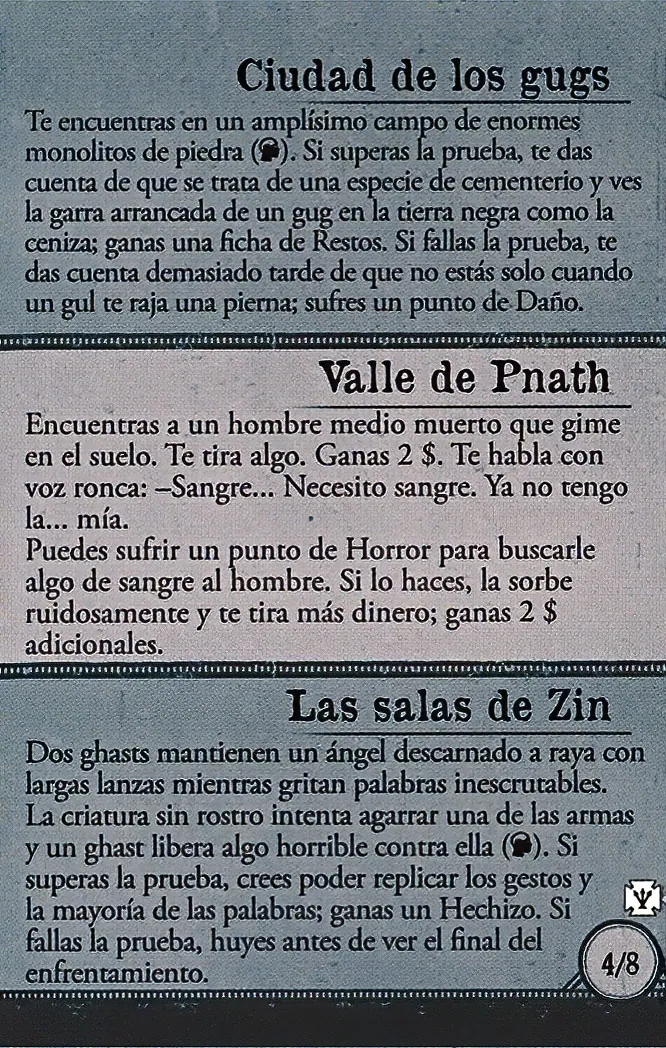 Ciudad de los gugs
Te encuentras en un amplísimo campo de enormes
monolitos de piedra (). Si superas la prueba, te das
cuenta de que se trata de una especie de cementerio y ves
la garra arrancada de un gug en la tierra negra como la
ceniza; ganas una ficha de Restos. Si fallas la prueba, te
das cuenta demasiado tarde de que no estás solo cuando
un gul te raja una pierna; sufres un punto de Daño.
Valle de Pnath
Encuentras a un hombre medio muerto que gime
en el suelo. Te tira algo. Ganas 2 $. Te habla con
voz ronca: –Sangre... Necesito sangre. Ya no tengo
la... mía.
Puedes sufrir un punto de Horror para buscarle
algo de sangre al hombre. Si lo haces, la sorbe
ruidosamente y te tira más dinero; ganas 2 $
adicionales.
Las salas de Zin
Dos ghasts mantienen un ángel descarnado a raya con
largas lanzas mientras gritan palabras inescrutables.
La criatura sin rostro intenta agarrar una de las armas
y un ghast libera algo horrible contra ella (). Si
superas la prueba, crees poder replicar los gestos y
la mayoría de las palabras; ganas un Hechizo. Si
fallas la prueba, huyes antes de ver el final del
enfrentamiento.
4/8